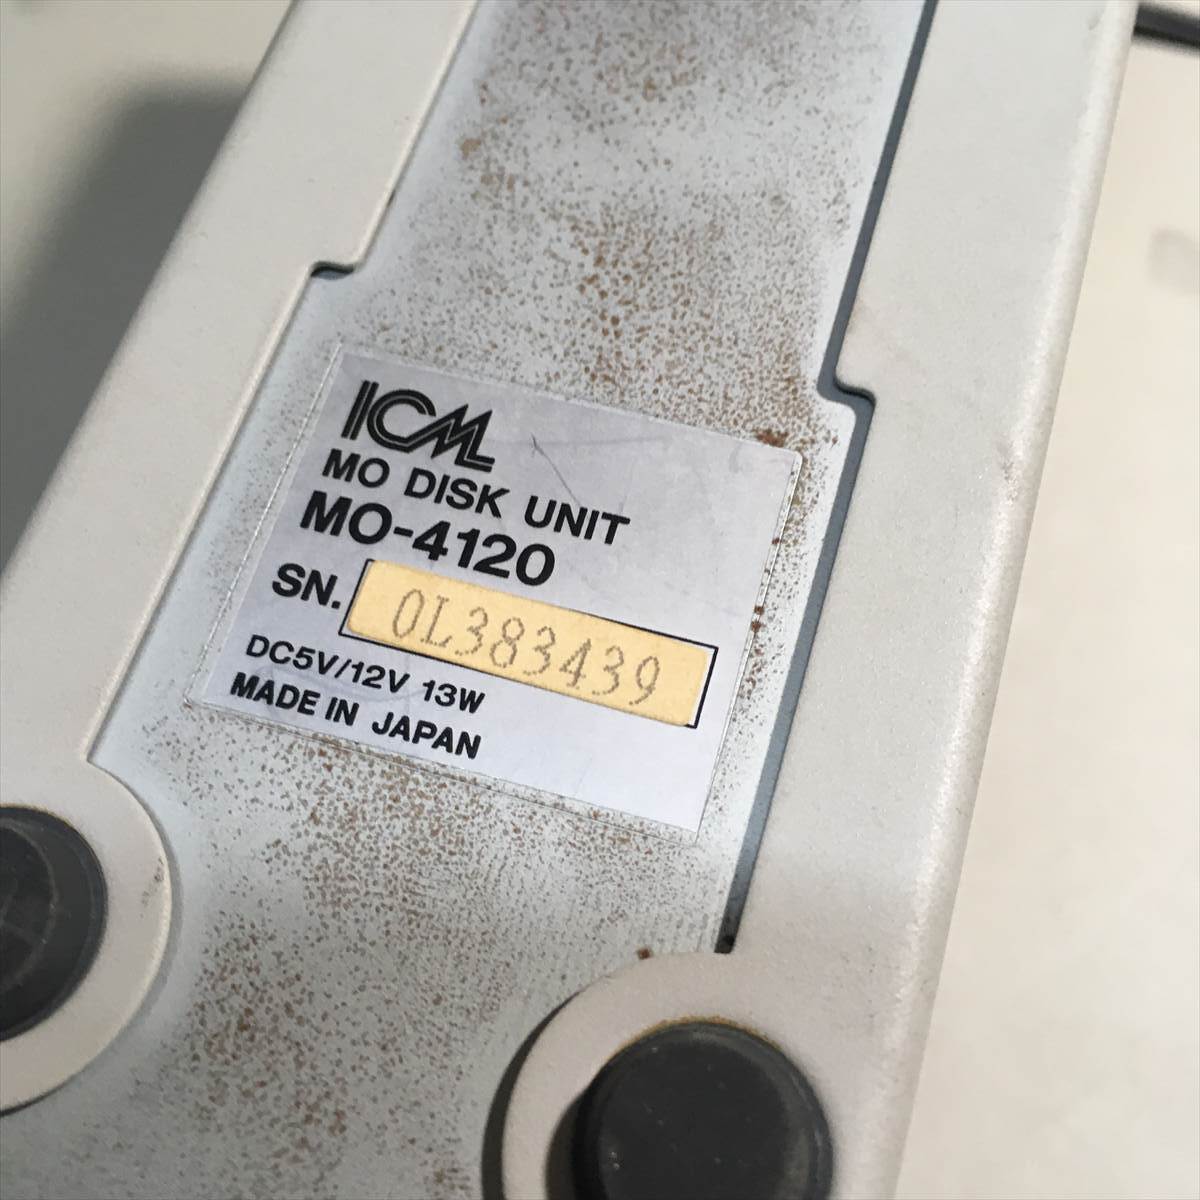 ICM
MO DISK UNIT
MO-4120
SN. 0L383439
DC5V/12V 13W
MADE IN JAPAN